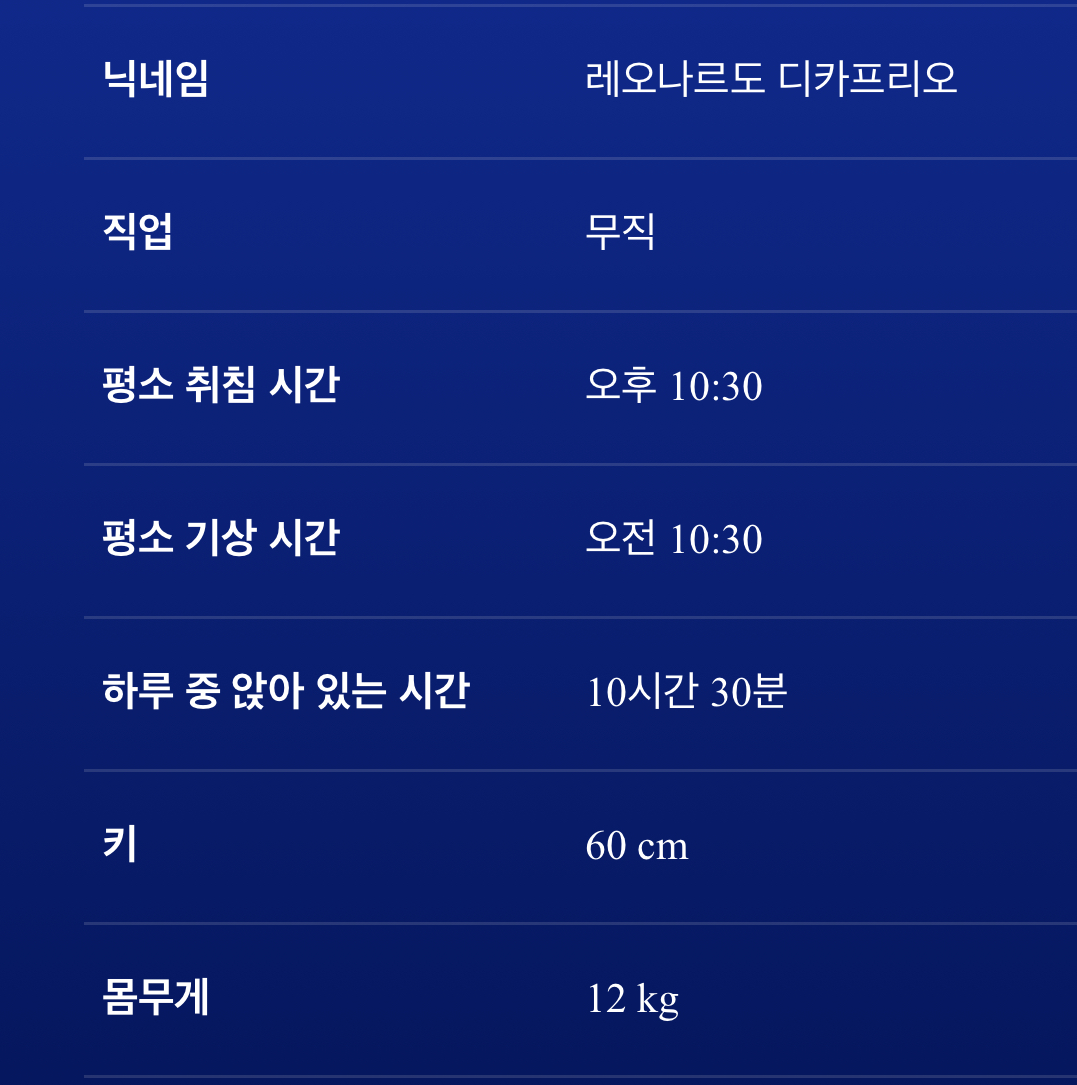 닉네임 레오나르도 디카프리오
직업 무직
평소 취침 시간 오후 10:30
평소 기상 시간 오전 10:30
하루 중 앉아 있는 시간 10시간 30분
키 60 cm
몸무게 12 kg